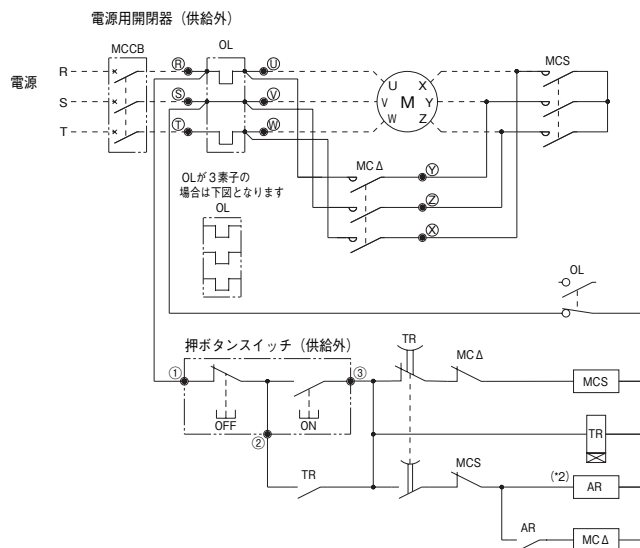 電源用開閉器（供給外）
MCCB
OL
MCS
電源
R
Ⓡ
Ⓤ
S
Ⓢ
Ⓥ
T
Ⓣ
Ⓦ
U X
V M Y
W Z
OLが３素子の
場合は下図となります
OL
MCΔ
Ⓨ
Ⓩ
Ⓧ
OL
押ボタンスイッチ（供給外）
①
③
OFF
ON
②
TR
MCΔ
MCS
TR
TR
MCS
(*2)
AR
AR
MCΔ